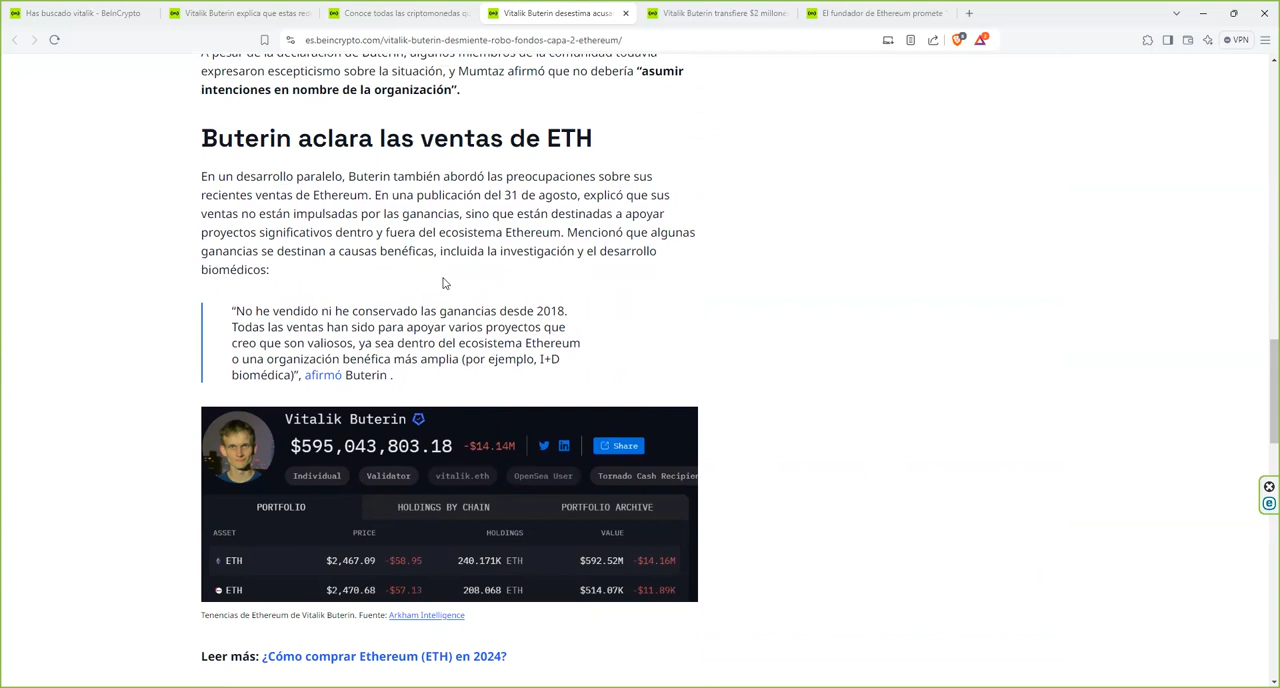 Has buscado vitalik - BeInCrypto
Vitalik Buterin explica que estas red
Conoce todas las criptomonedas q
Vitalik Buterin desestima acusa
Vitalik Buterin transfiere $2 millone
El fundador de Ethereum promete
es.beincrypto.com/vitalik-buterin-desmiente-robo-fondos-capa-2-ethereum/
VPN
A pesar de la declaración de Buterin, algunos miembros de la comunidad todavía
expresaron escepticismo sobre la situación, y Mumtaz afirmó que no debería “asumir
intenciones en nombre de la organización”.
Buterin aclara las ventas de ETH
En un desarrollo paralelo, Buterin también abordó las preocupaciones sobre sus
recientes ventas de Ethereum. En una publicación del 31 de agosto, explicó que sus
ventas no están impulsadas por las ganancias, sino que están destinadas a apoyar
proyectos significativos dentro y fuera del ecosistema Ethereum. Mencionó que algunas
ganancias se destinan a causas benéficas, incluida la investigación y el desarrollo
biomédicos:
“No he vendido ni he conservado las ganancias desde 2018.
Todas las ventas han sido para apoyar varios proyectos que
creo que son valiosos, ya sea dentro del ecosistema Ethereum
o una organización benéfica más amplia (por ejemplo, I+D
biomédica)”, afirmó Buterin .
Vitalik Buterin
$595,043,803.18 -$14.14M Share
Individual Validator vitalik.eth OpenSea User Tornado Cash Recipien
PORTFOLIO HOLDINGS BY CHAIN PORTFOLIO ARCHIVE
ASSET PRICE HOLDINGS VALUE
ETH $2,467.09 -$58.95 240.171K ETH $592.52M -$14.16M
ETH $2,470.68 -$57.13 208.068 ETH $514.07K -$11.89K
Tenencias de Ethereum de Vitalik Buterin. Fuente: Arkham Intelligence
Leer más: ¿Cómo comprar Ethereum (ETH) en 2024?